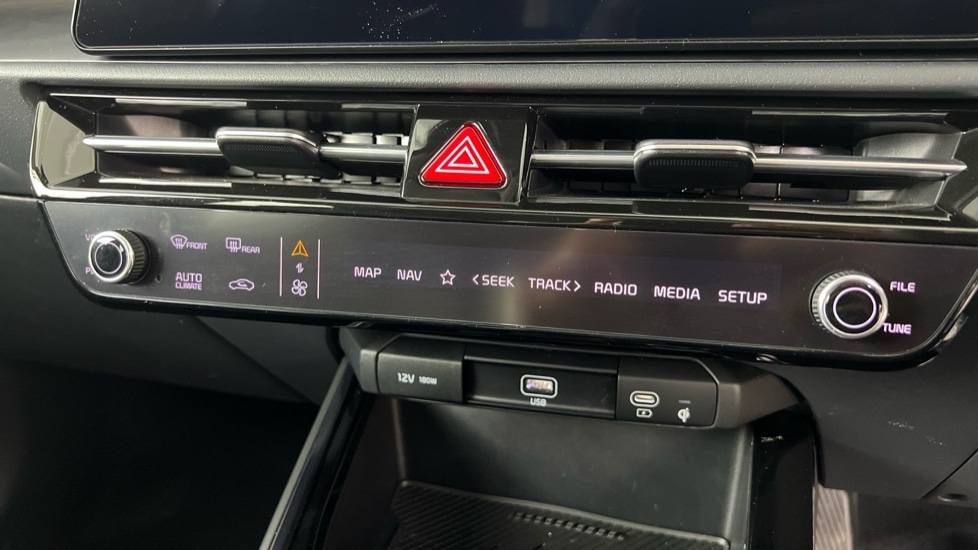 FRONT
REAR
AUTO
CLIMATE
MAP NAV <SEEK TRACK> RADIO MEDIA SETUP
FILE
TUNE
12V 180W
USB